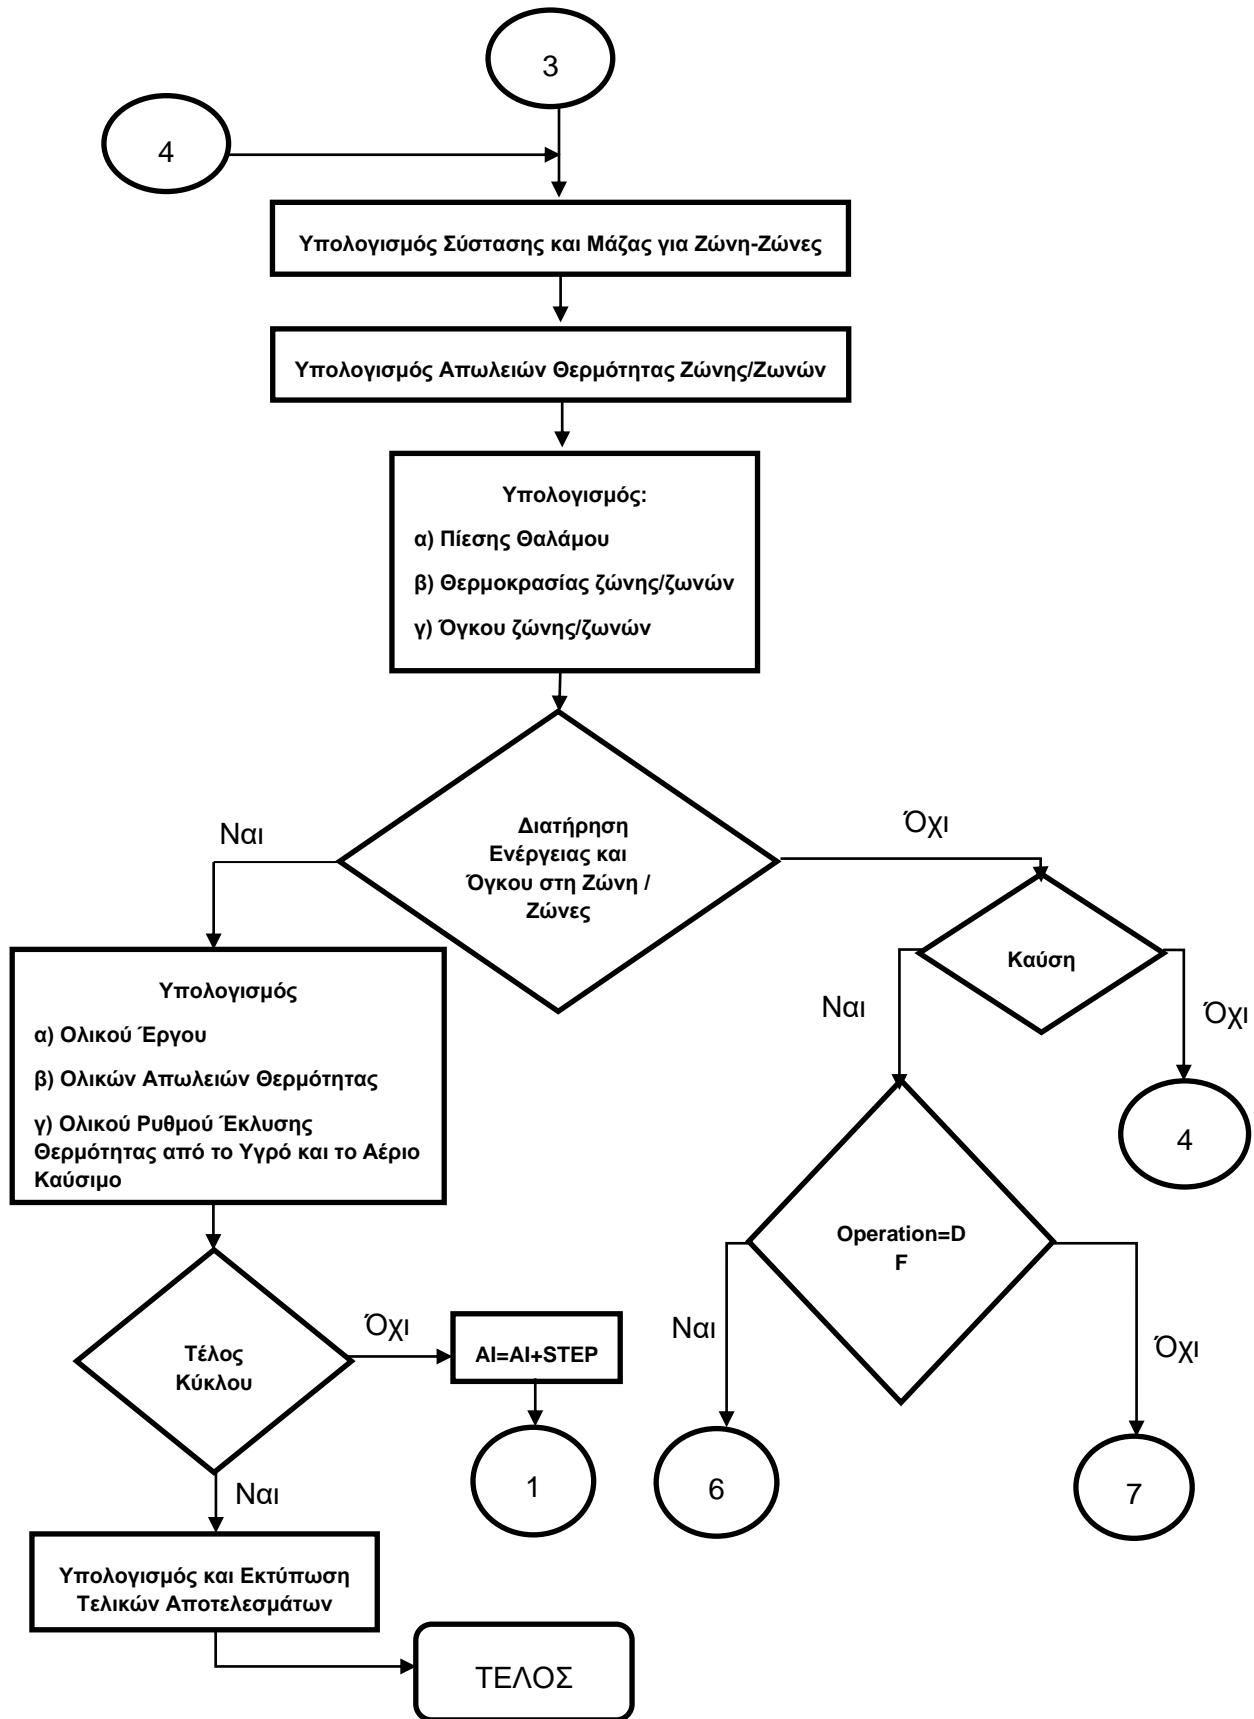 3
4
Υπολογισμός Σύστασης και Μάζας για Ζώνη-Ζώνες
Υπολογισμός Απωλειών Θερμότητας Ζώνης/Ζωνών
Υπολογισμός:
α) Πίεσης Θαλάμου
β) Θερμοκρασίας ζώνης/ζωνών
γ) Όγκου ζώνης/ζωνών
Ναι
Διατήρηση
Ενέργειας και
Όγκου στη Ζώνη /
Ζώνες
Όχι
Υπολογισμός
α) Ολικού Έργου
β) Ολικών Απωλειών Θερμότητας
γ) Ολικού Ρυθμού Έκλυσης
Θερμότητας από το Υγρό και το Αέριο
Καύσιμο
Καύση
Ναι
Όχι
4
Operation=D
F
Ναι
Όχι
6
7
Τέλος
Κύκλου
Όχι
AI=AI+STEP
1
Ναι
Υπολογισμός και Εκτύπωση
Τελικών Αποτελεσμάτων
ΤΕΛΟΣ